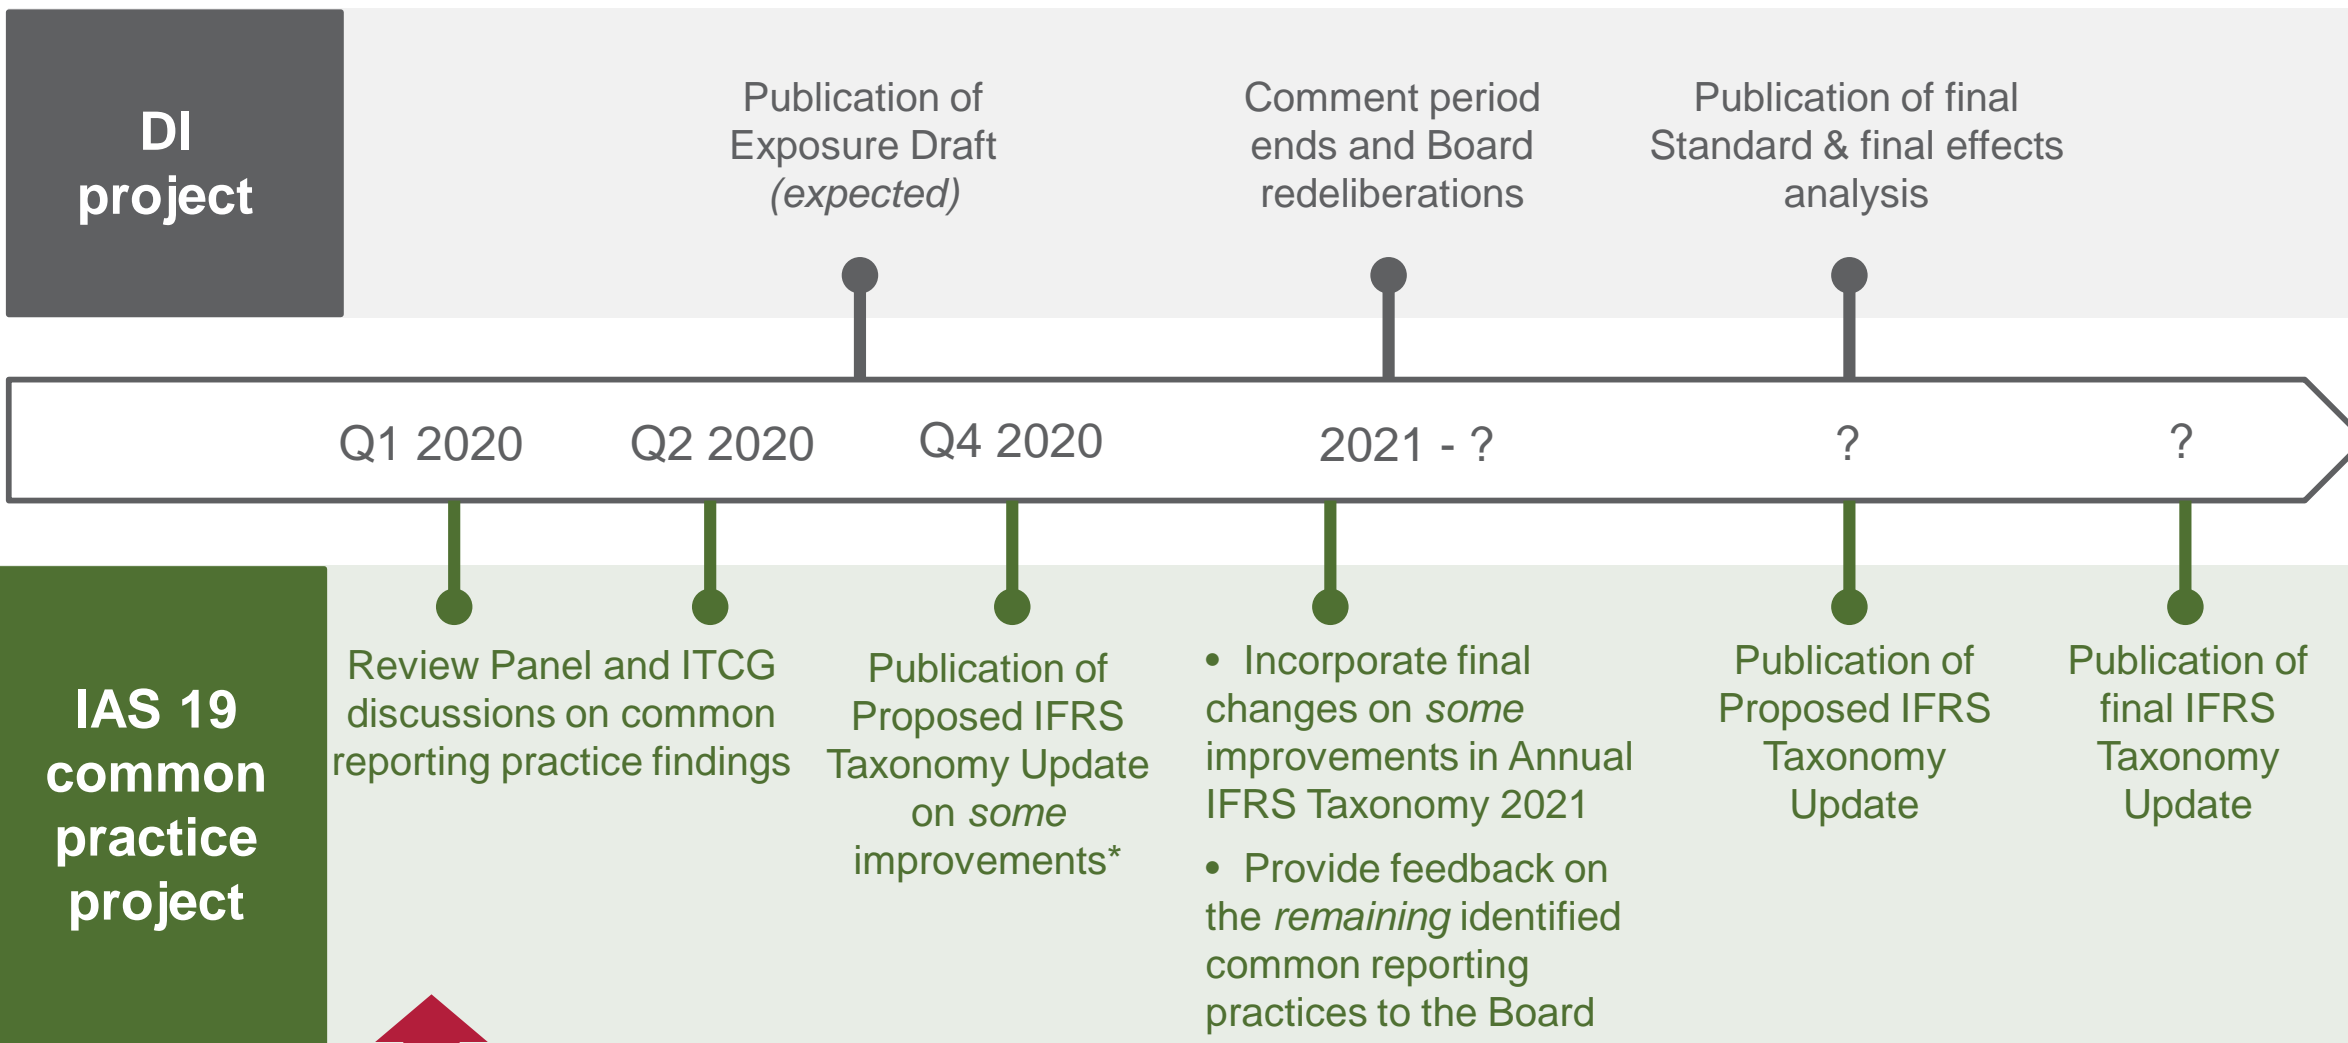 DI
project
Publication of
Exposure Draft
(expected)
Comment period
ends and Board
redeliberations
Publication of final
Standard & final effects
analysis
Q1 2020
Q2 2020
Q4 2020
2021 - ?
?
?
IAS 19
common
practice
project
Review Panel and ITCG
discussions on common
reporting practice findings
Publication of
Proposed IFRS
Taxonomy Update
on some
improvements*
• Incorporate final
changes on some
improvements in Annual
IFRS Taxonomy 2021
• Provide feedback on
the remaining identified
common reporting
practices to the Board
Publication of
Proposed IFRS
Taxonomy
Update
Publication of
final IFRS
Taxonomy
Update